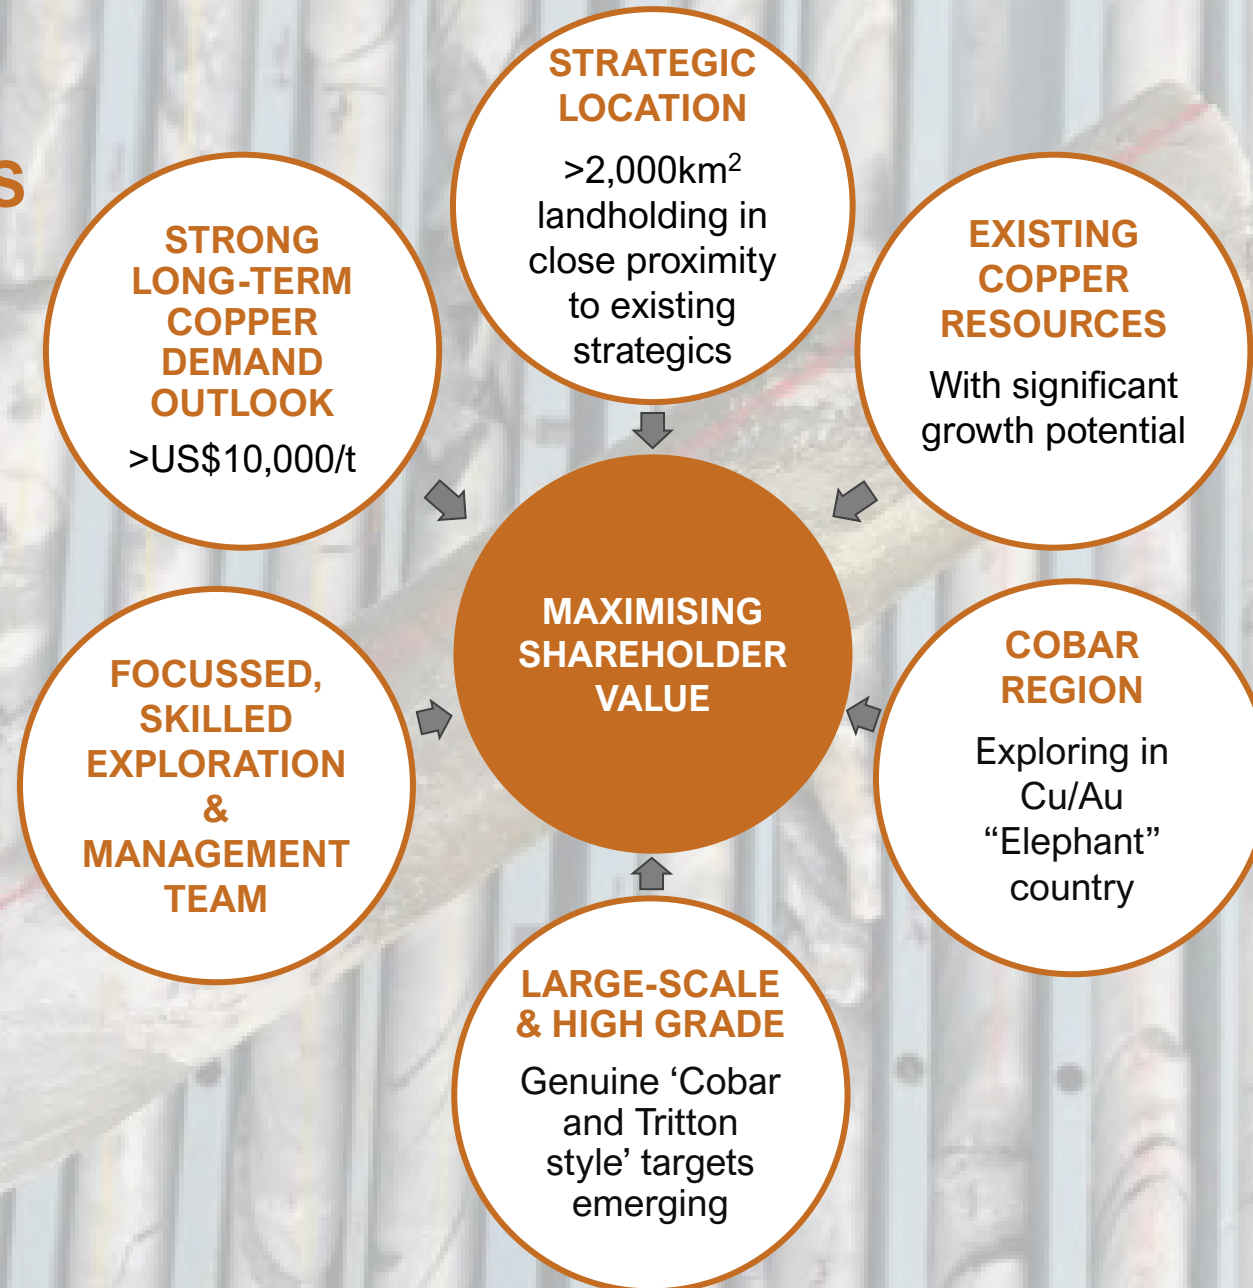 STRATEGIC
LOCATION
>2,000km²
landholding in
close proximity
to existing
strategics
STRONG
LONG-TERM
COPPER
DEMAND
OUTLOOK
>US$10,000/t
EXISTING
COPPER
RESOURCES
With significant
growth potential
MAXIMISING
SHAREHOLDER
VALUE
FOCUSSED,
SKILLED
EXPLORATION
&
MANAGEMENT
TEAM
COBAR
REGION
Exploring in
Cu/Au
“Elephant”
country
LARGE-SCALE
& HIGH GRADE
Genuine ‘Cobar
and Tritton
style’ targets
emerging